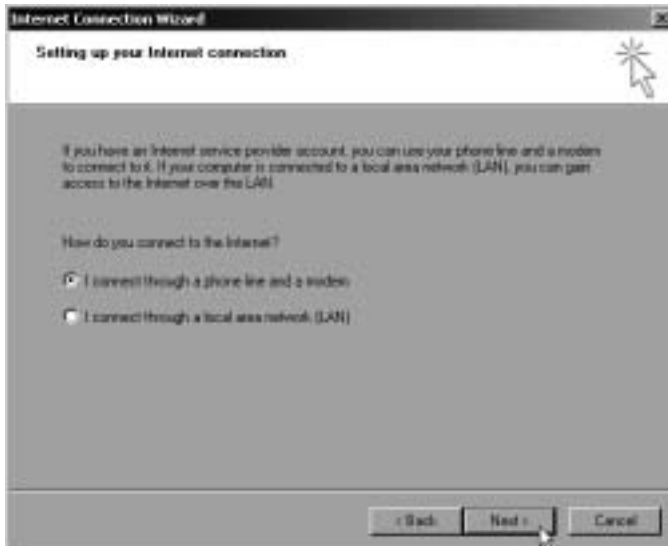 Internet Connection Wizard
Setting up your Internet connection
If you have an Internet service provider account, you can use your phone line and a modem
to connect to it. If your computer is connected to a local area network (LAN), you can gain
access to the Internet over the LAN.
How do you connect to the Internet?
I connect through a phone line and a modem
I connect through a local area network (LAN)
< Back
Next >
Cancel